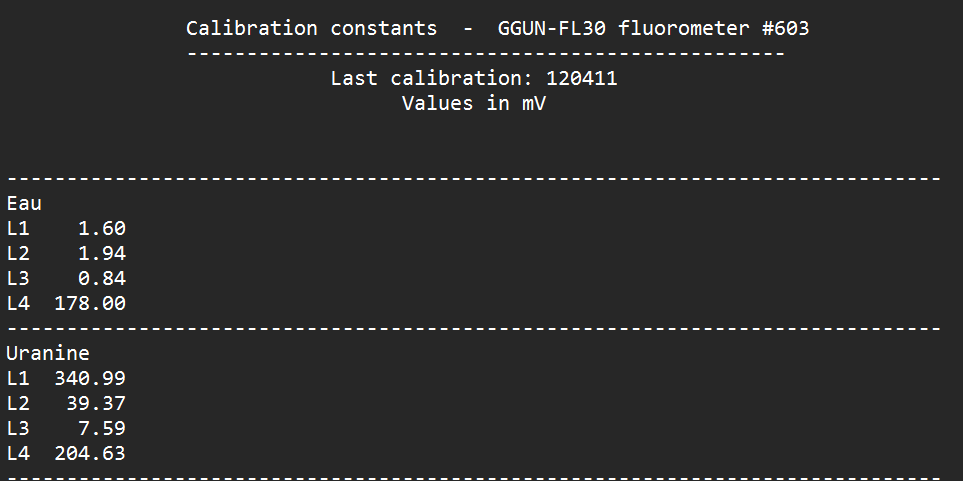 Calibration constants  -  GGUN-FL30 fluorometer #603
--------------------------------------------------
Last calibration: 120411
Values in mV
------------------------------------------------------------------------------
Eau
L1    1.60
L2    1.94
L3    0.84
L4  178.00
------------------------------------------------------------------------------
Uranine
L1  340.99
L2   39.37
L3    7.59
L4  204.63
------------------------------------------------------------------------------